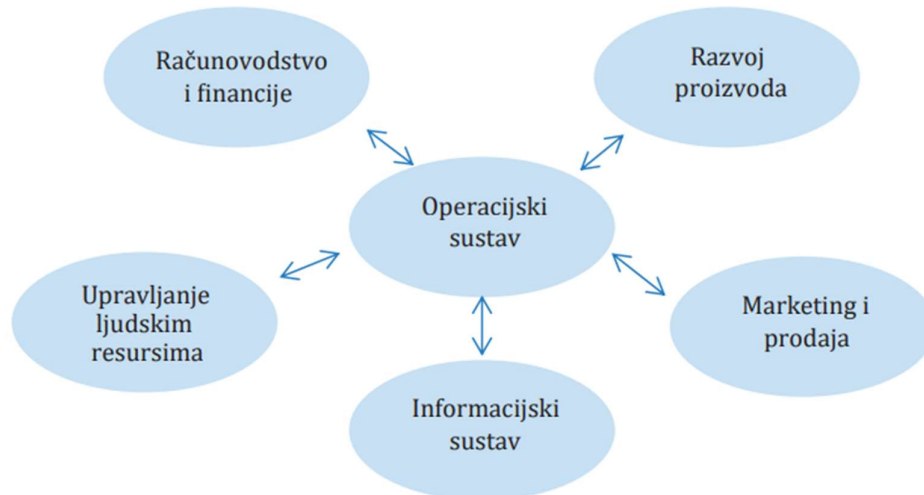 Računovodstvo
i financije
Razvoj
proizvoda
Operacijski
sustav
Upravljanje
ljudskim
resursima
Marketing i
prodaja
Informacijski
sustav